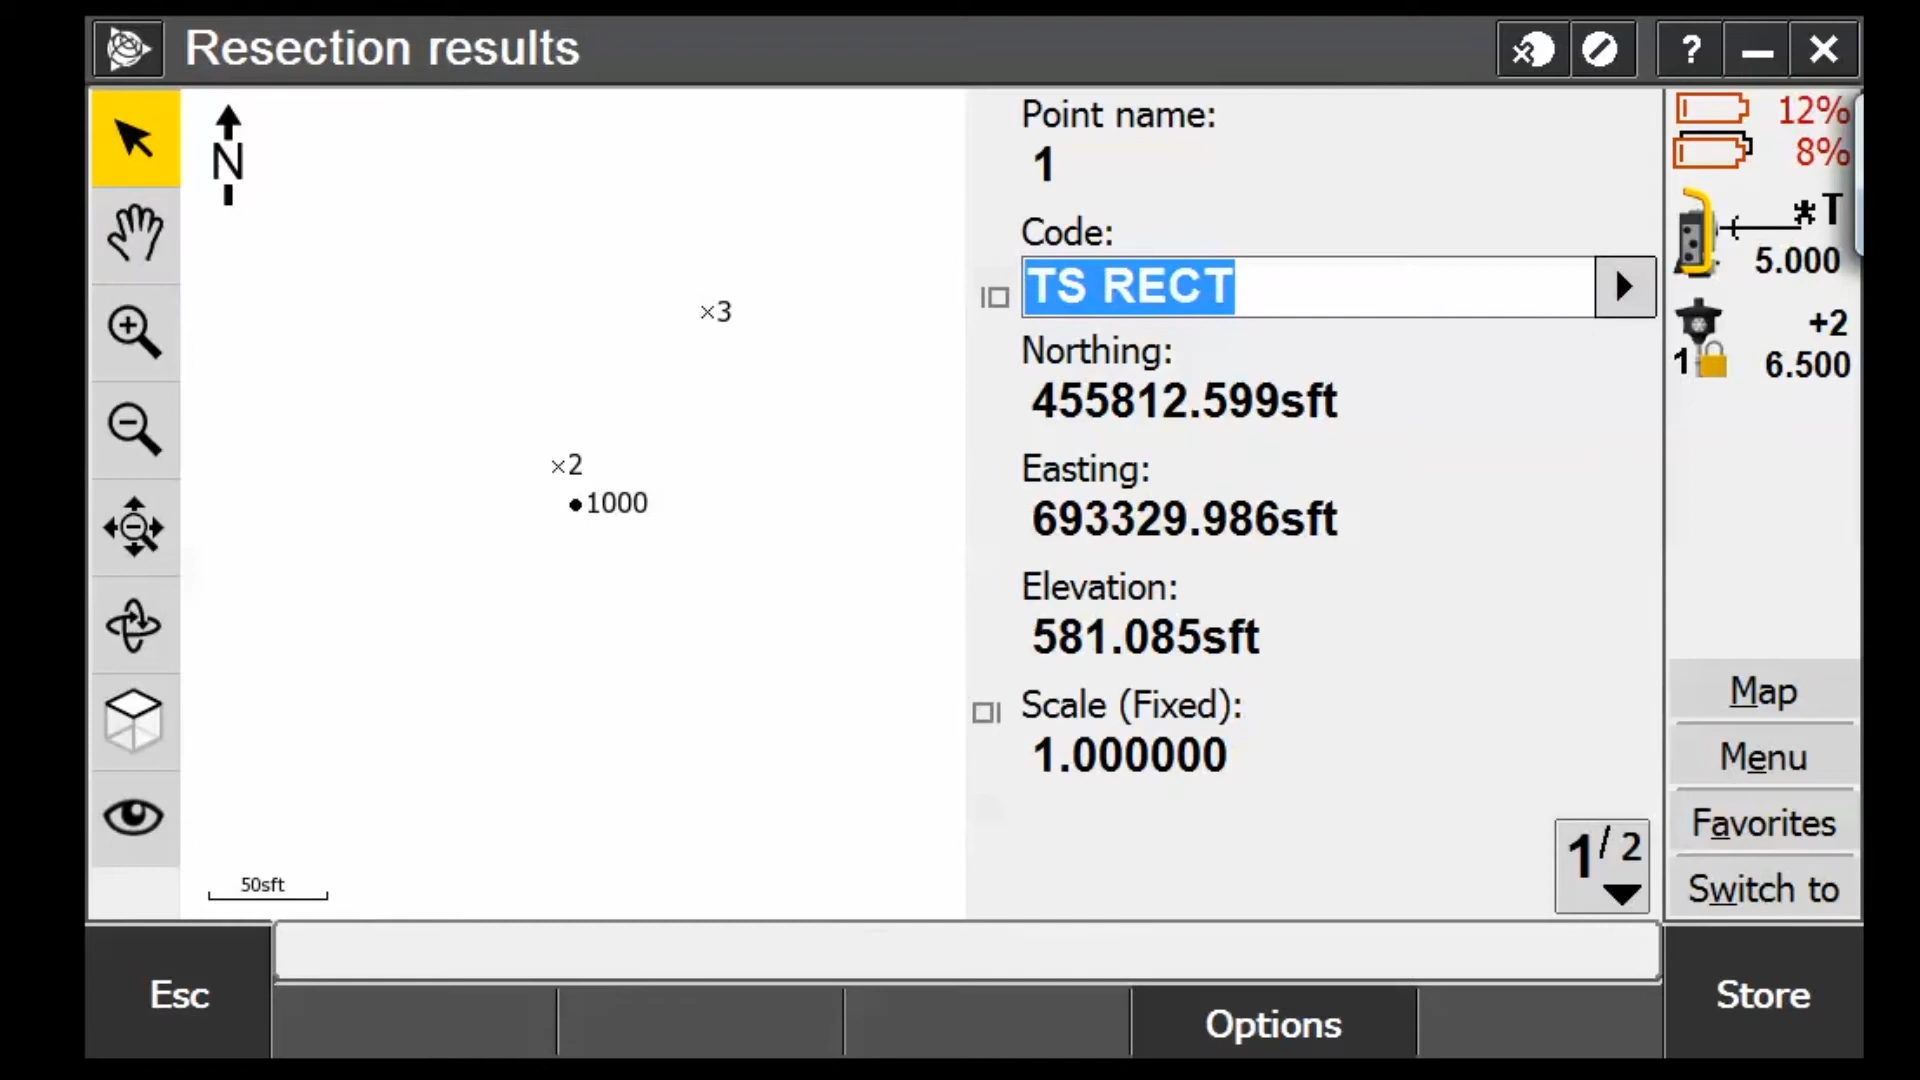 Resection results
?
N
×3
×2
1000
50sft
Point name:
1
Code:
TS RECT
Northing:
455812.599sft
Easting:
693329.986sft
Elevation:
581.085sft
Scale (Fixed):
1.000000
1/2
12%
8%
*T
5.000
+2
1
6.500
Map
Menu
Favorites
Switch to
Esc
Options
Store